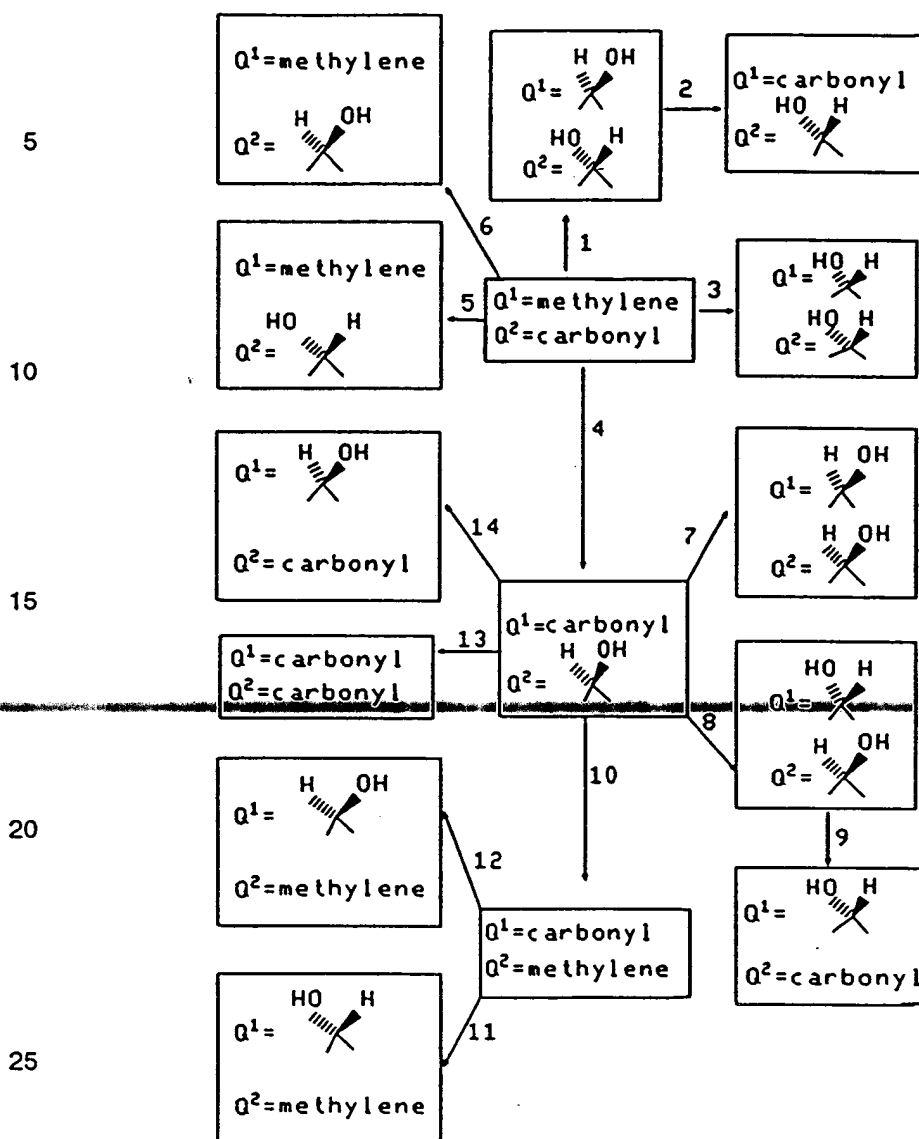 Q¹=methylene
H OH
Q²=
5
H OH
Q¹=
HO H
Q²=
2
Q¹=carbonyl
HO H
Q²=
6
1
Q¹=methylene
HO H
Q²=
10
5
Q¹=methylene
Q²=carbonyl
3
HO H
Q¹=
HO H
Q²=
4
H OH
Q¹=
Q²=carbonyl
15
14
7
H OH
Q¹=
H OH
Q²=
Q¹=carbonyl
H OH
Q²=
13
Q¹=carbonyl
Q²=carbonyl
8
HO H
Q¹=
H OH
Q²=
10
9
H OH
Q¹=
20
Q²=methylene
12
Q¹=carbonyl
Q²=methylene
HO H
Q¹=
Q²=carbonyl
11
HO H
Q¹=
25
Q²=methylene